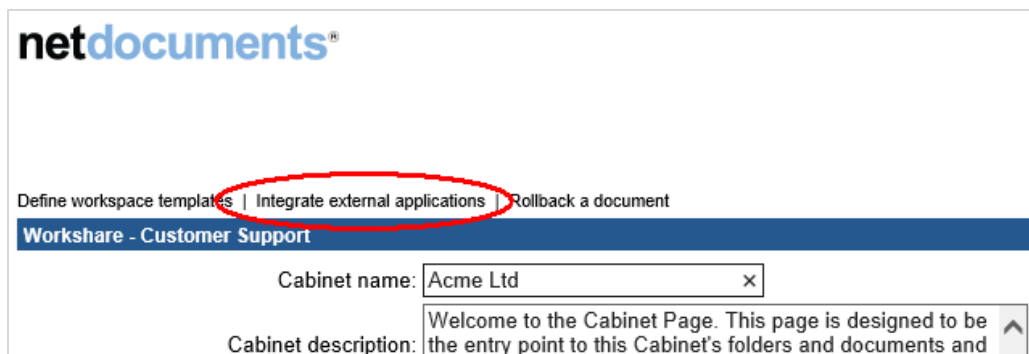 netdocuments®
Define workspace templates | Integrate external applications | Rollback a document
Workshare - Customer Support
Cabinet name: Acme Ltd ×
Welcome to the Cabinet Page. This page is designed to be
Cabinet description: the entry point to this Cabinet's folders and documents and